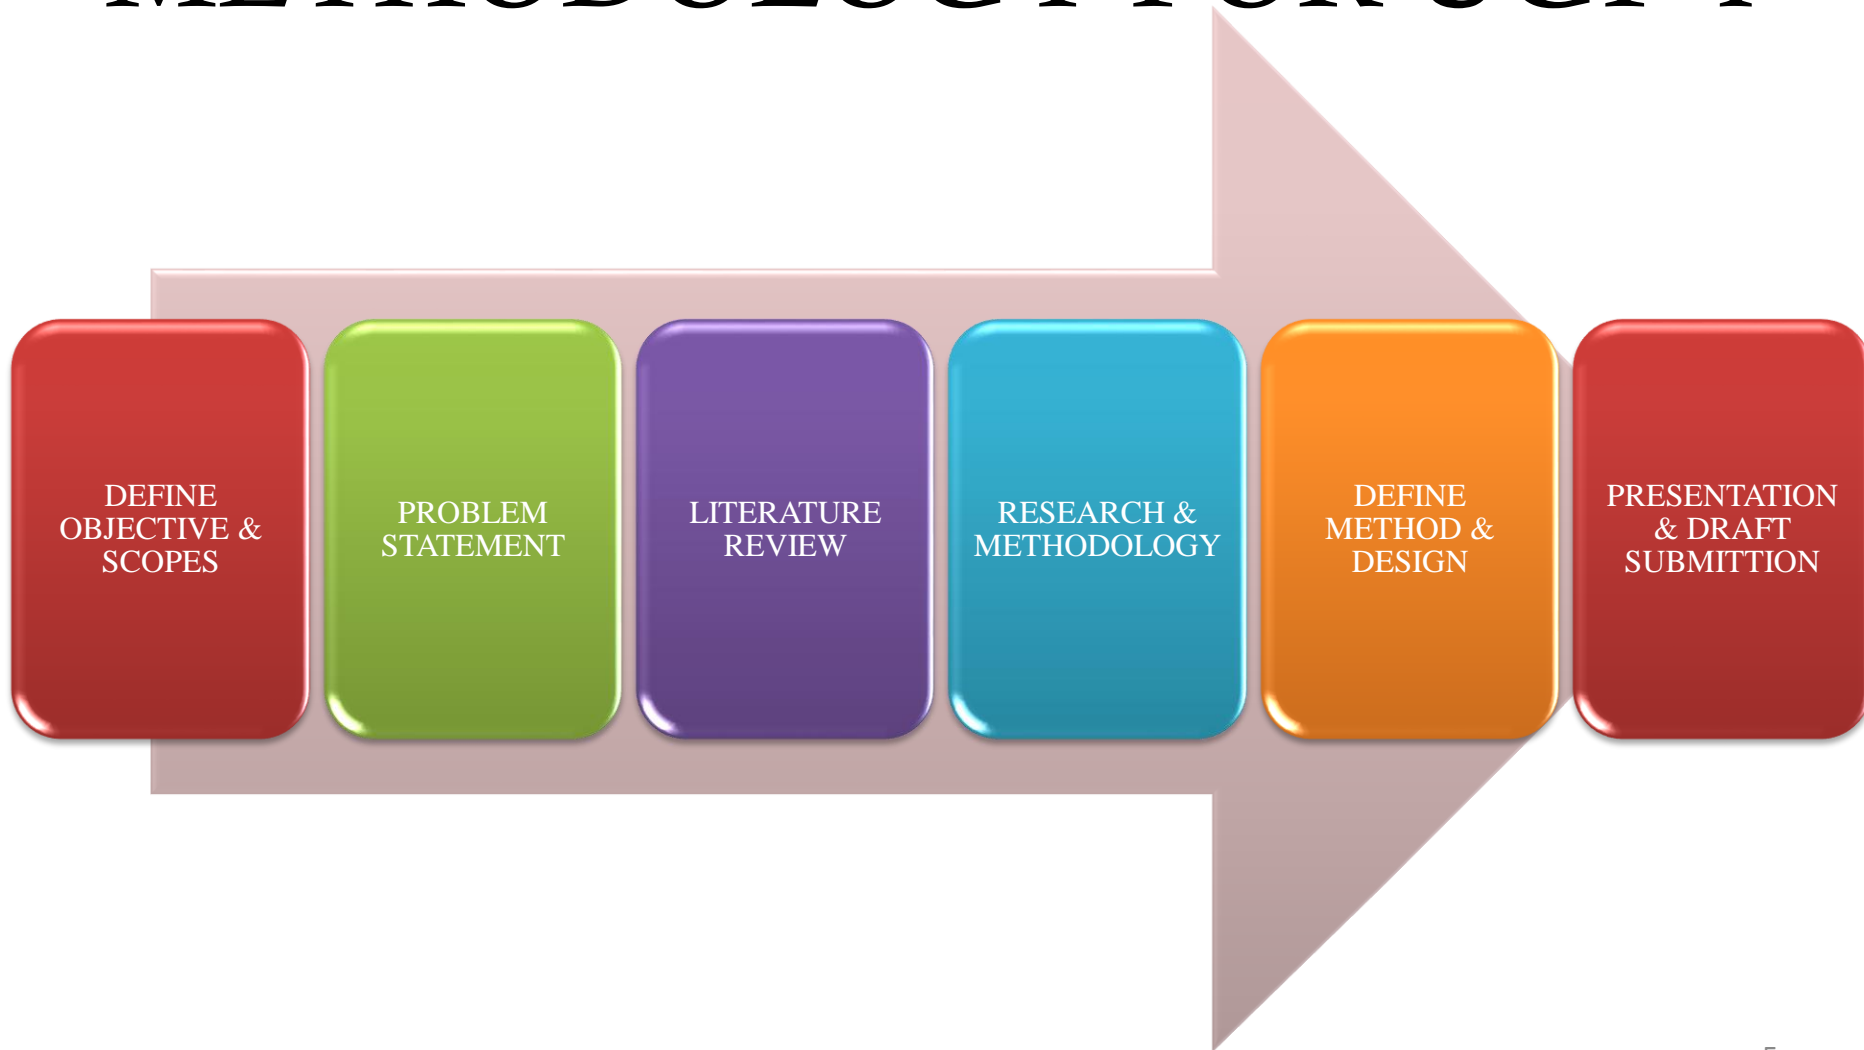 DEFINE
OBJECTIVE &
SCOPES
PROBLEM
STATEMENT
LITERATURE
REVIEW
RESEARCH &
METHODOLOGY
DEFINE
METHOD &
DESIGN
PRESENTATION
& DRAFT
SUBMITTION